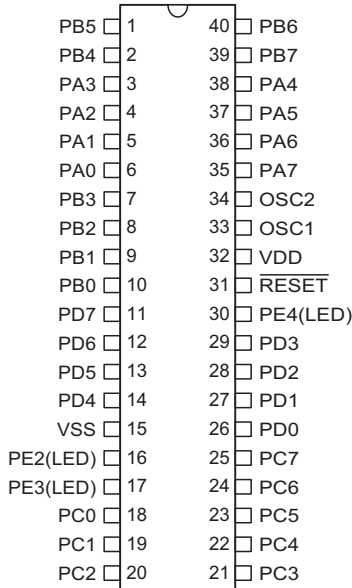 PB5 1 40 PB6
PB4 2 39 PB7
PA3 3 38 PA4
PA2 4 37 PA5
PA1 5 36 PA6
PA0 6 35 PA7
PB3 7 34 OSC2
PB2 8 33 OSC1
PB1 9 32 VDD
PB0 10 31 RESET
PD7 11 30 PE4(LED)
PD6 12 29 PD3
PD5 13 28 PD2
PD4 14 27 PD1
VSS 15 26 PD0
PE2(LED) 16 25 PC7
PE3(LED) 17 24 PC6
PC0 18 23 PC5
PC1 19 22 PC4
PC2 20 21 PC3